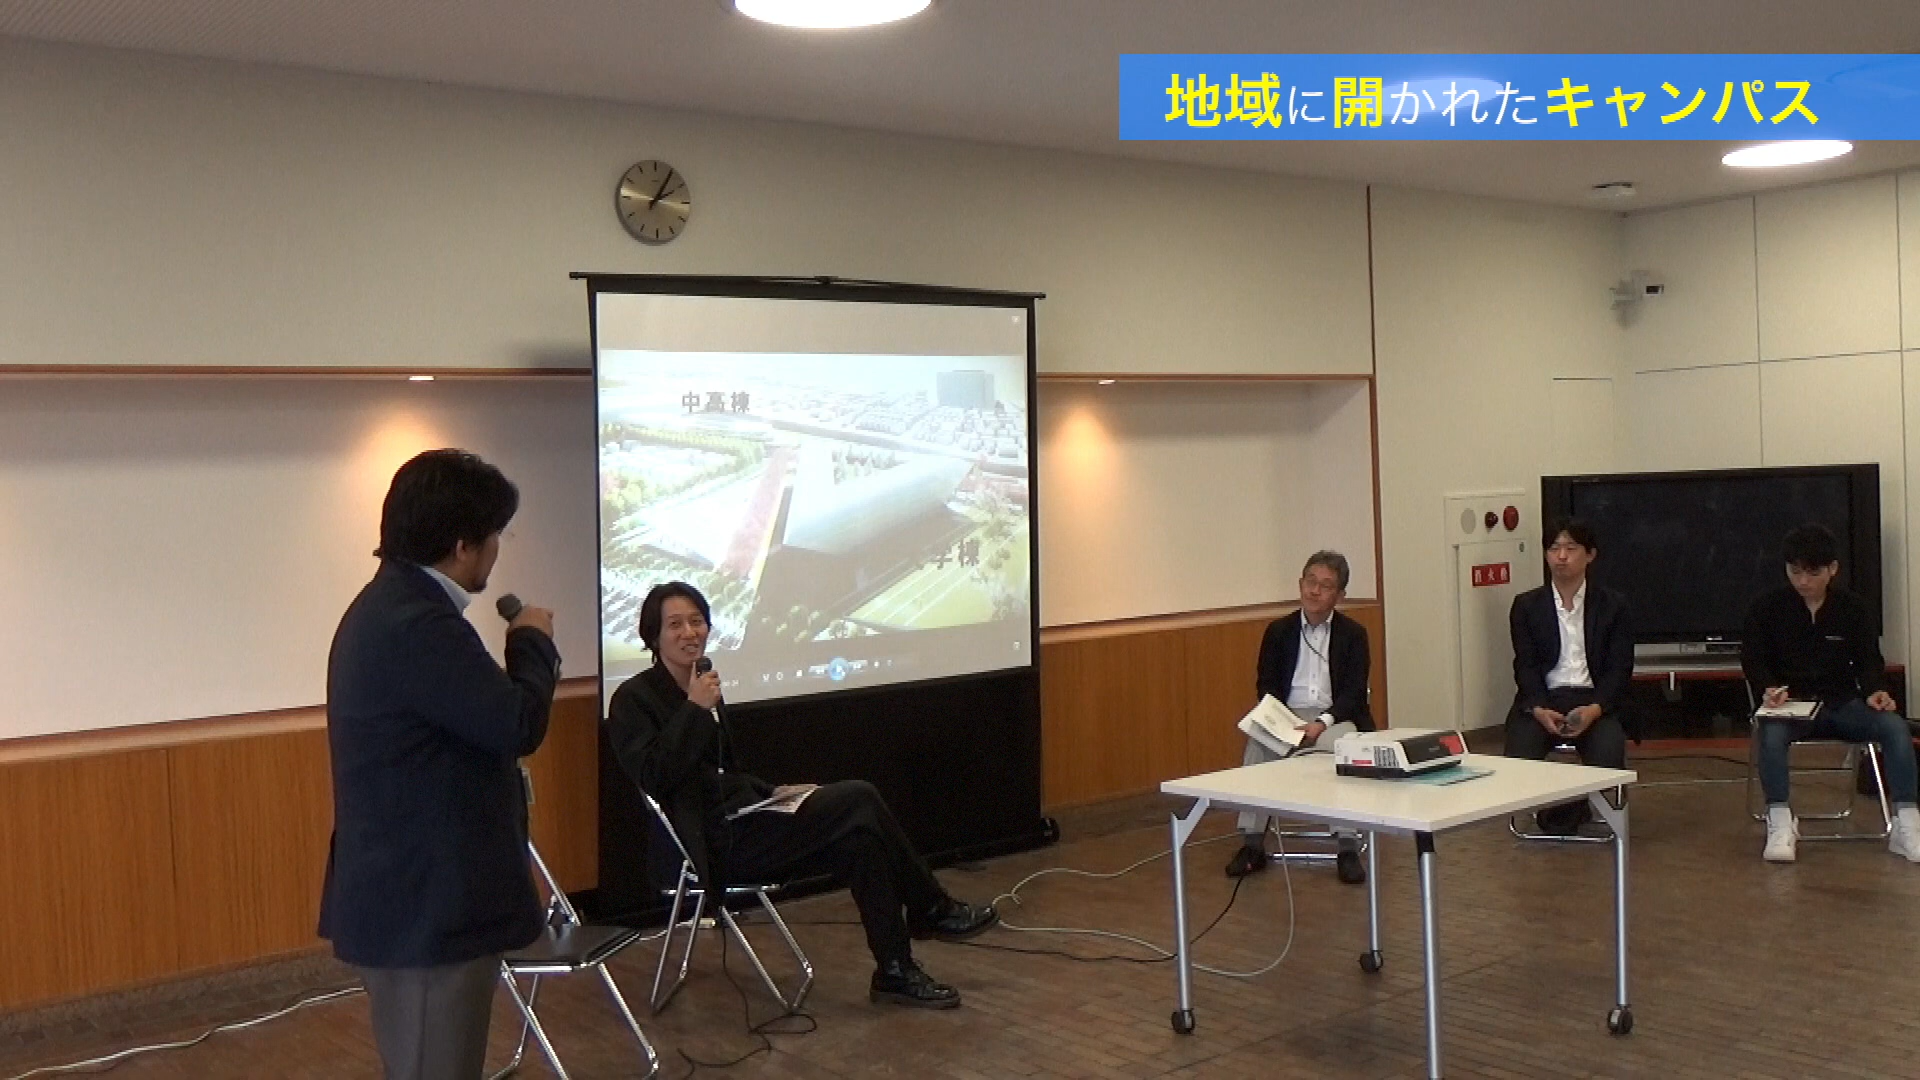 地域に開かれたキャンパス
中高棟
消火栓